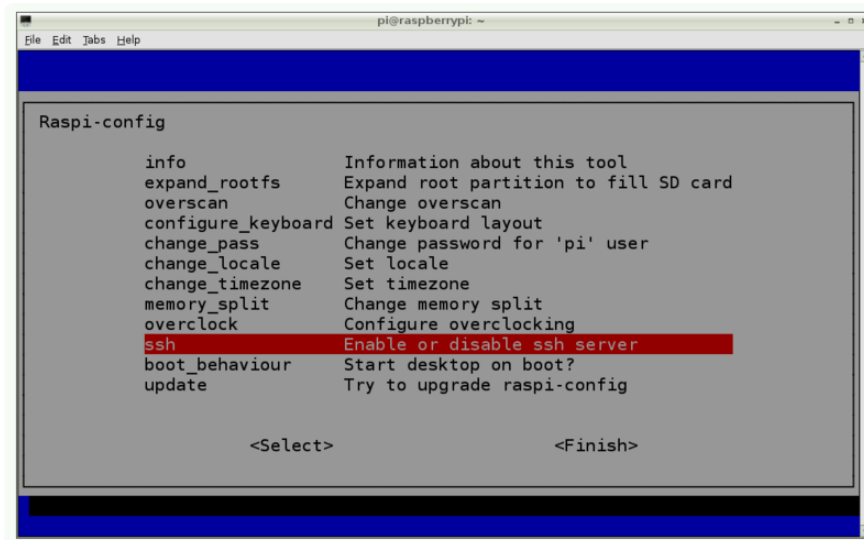 pi@raspberrypi: ~
File Edit Tabs Help
Raspi-config
info Information about this tool
expand_rootfs Expand root partition to fill SD card
overscan Change overscan
configure_keyboard Set keyboard layout
change_pass Change password for 'pi' user
change_locale Set locale
change_timezone Set timezone
memory_split Change memory split
overclock Configure overclocking
ssh Enable or disable ssh server
boot_behaviour Start desktop on boot?
update Try to upgrade raspi-config
<Select> <Finish>